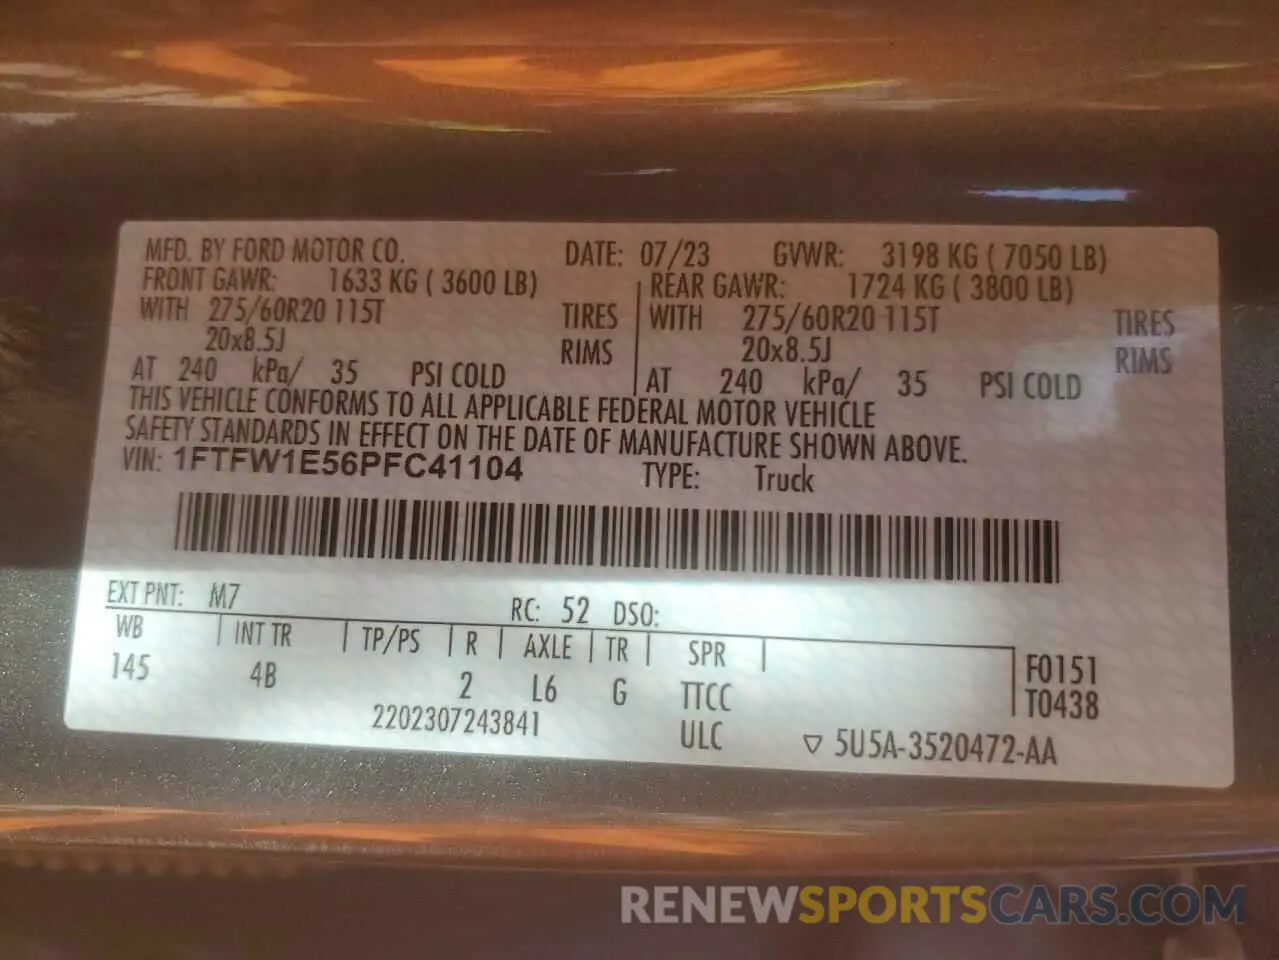 MFD. BY FORD MOTOR CO. DATE: 07/23 GVWR: 3198 KG ( 7050 LB)
FRONT GAWR: 1633 KG ( 3600 LB) REAR GAWR: 1724 KG ( 3800 LB)
WITH 275/60R20 115T TIRES WITH 275/60R20 115T TIRES
20x8.5J RIMS 20x8.5J RIMS
AT 240 kPa/ 35 PSI COLD AT 240 kPa/ 35 PSI COLD
THIS VEHICLE CONFORMS TO ALL APPLICABLE FEDERAL MOTOR VEHICLE
SAFETY STANDARDS IN EFFECT ON THE DATE OF MANUFACTURE SHOWN ABOVE.
VIN: 1FTFW1E56PFC41104 TYPE: Truck
EXT PNT: M7 RC: 52 DSO:
WB INT TR TP/PS R AXLE TR SPR F0151
145 4B 2 L6 G TTCC T0438
2202307243841 ULC ▽ 5U5A-3520472-AA
RENEWSPORTSCARS.COM